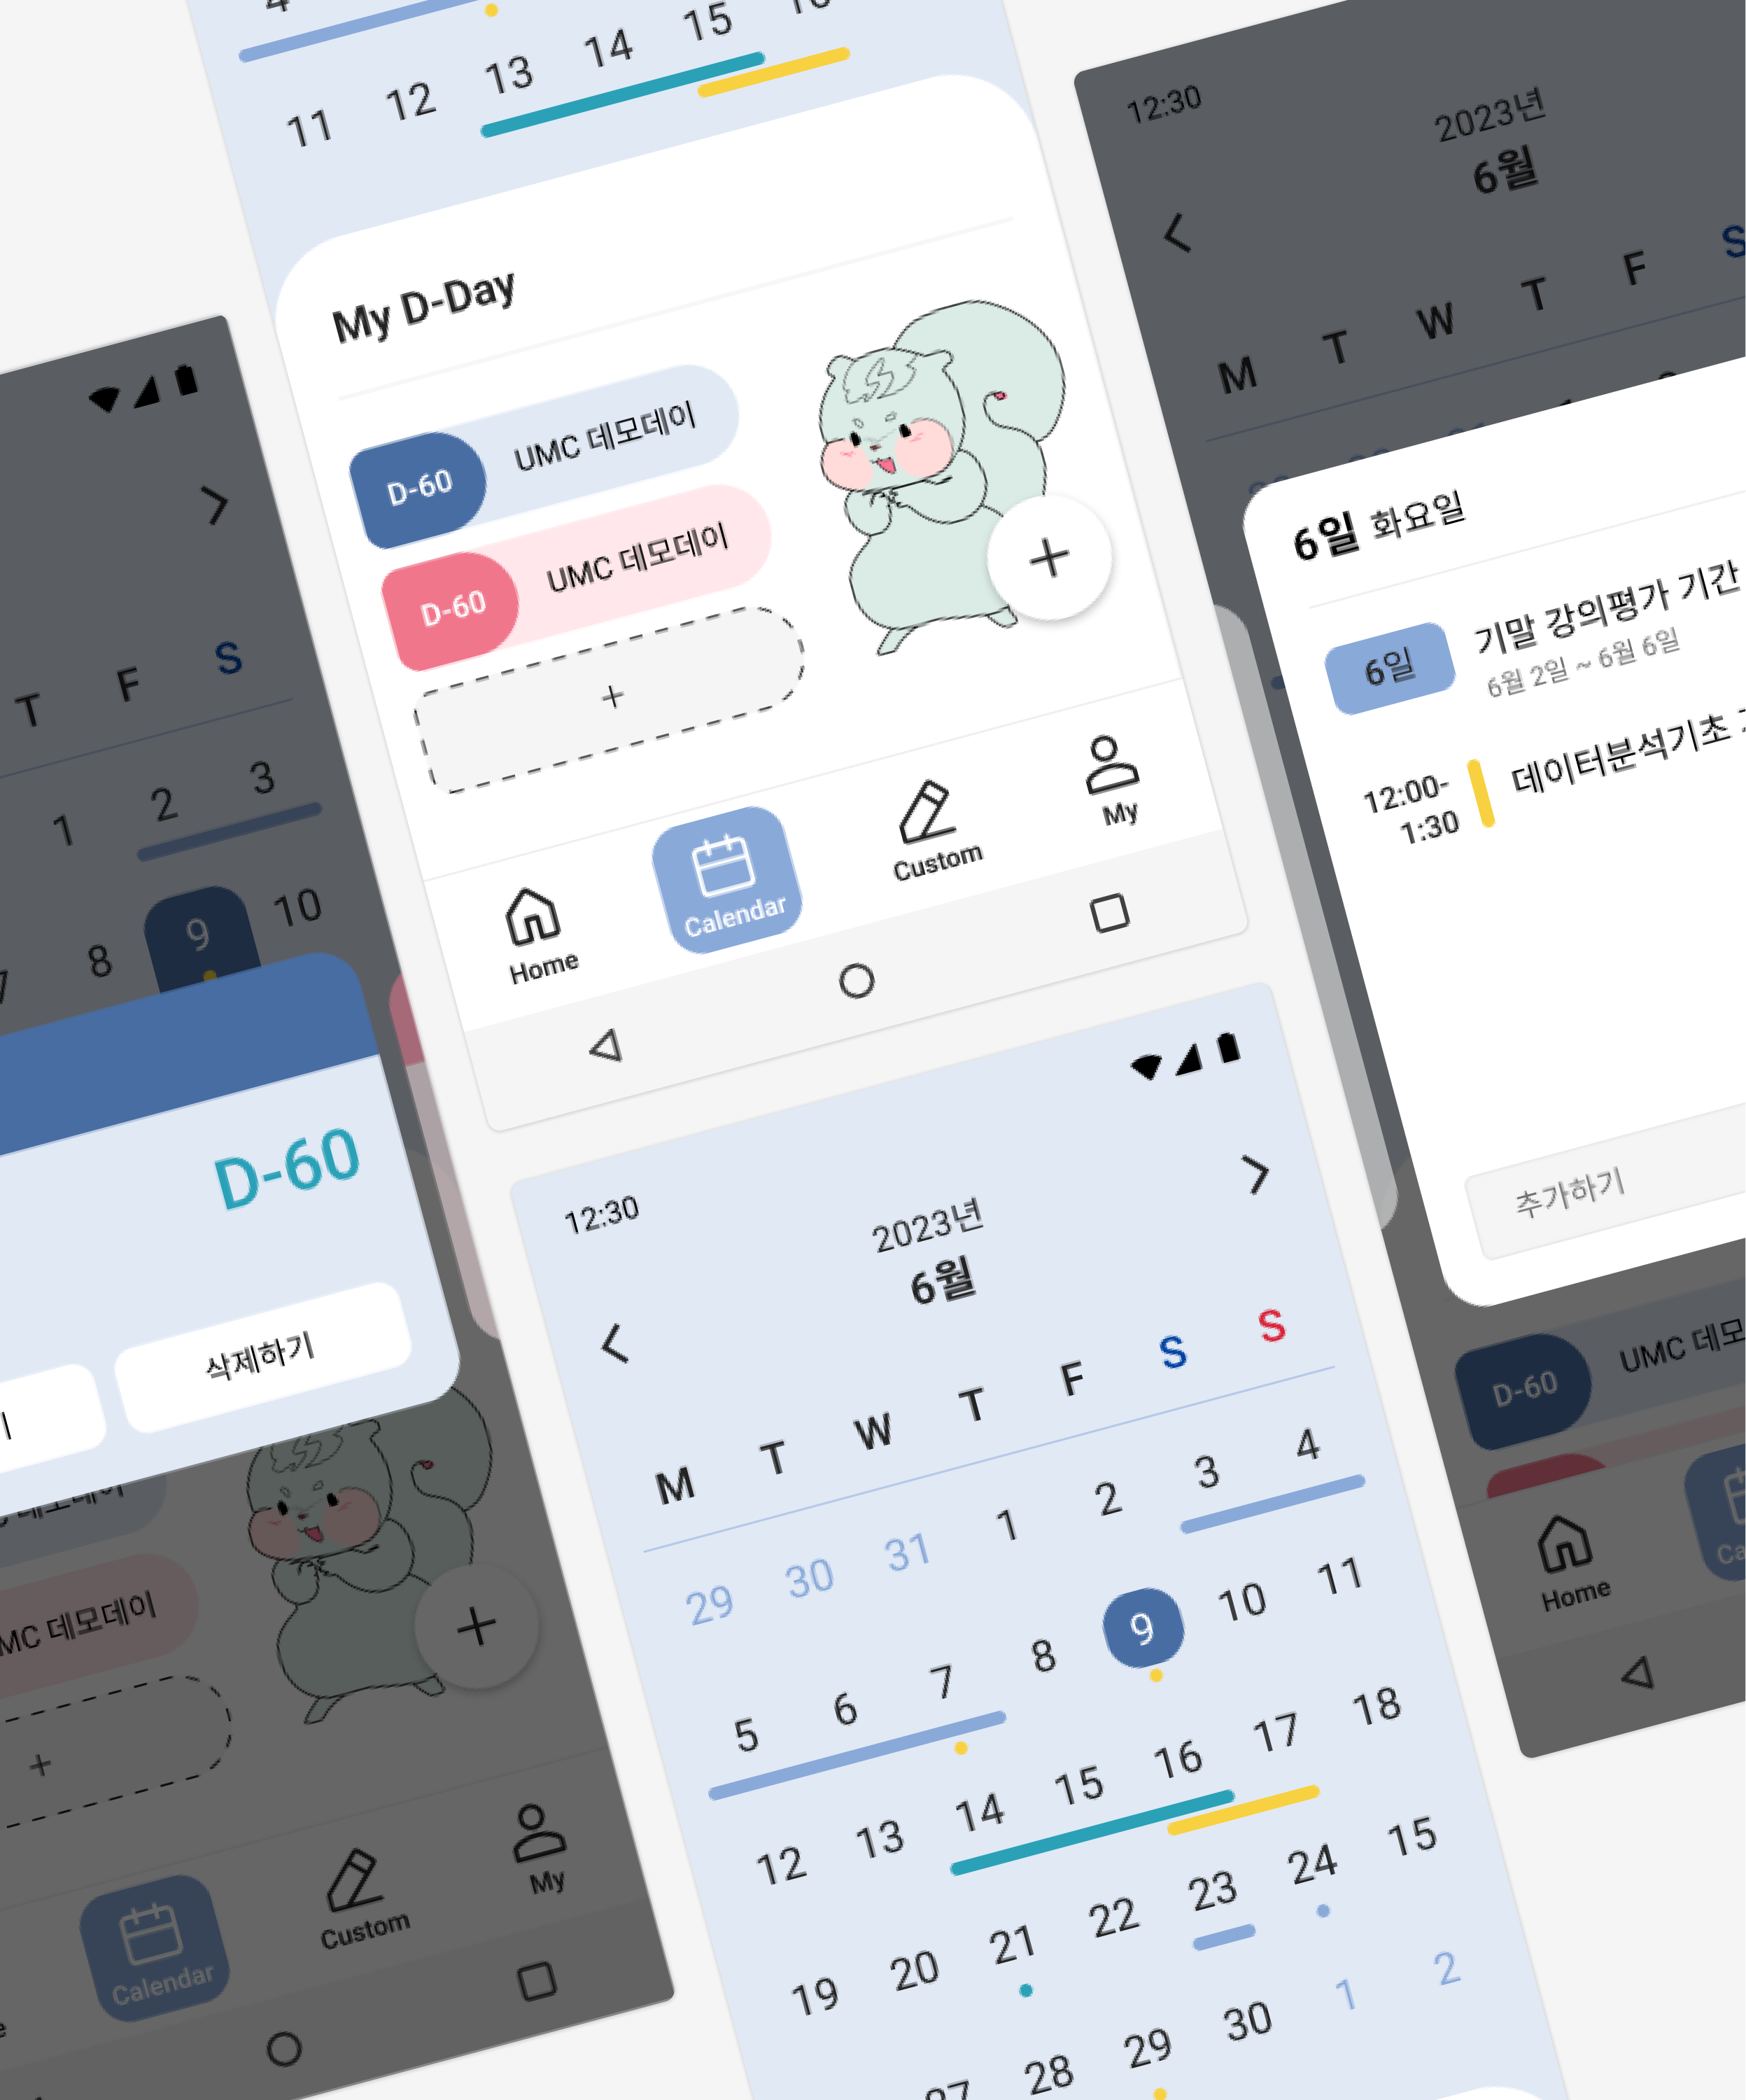 11 12 13 14 15
My D-Day
D-60 UMC 데모데이
D-60 UMC 데모데이
+
+
Home Calendar Custom My
12:30
2023년
6월
M T W T F S S
29 30 31 1 2 3 4
5 6 7 8 9 10 11
12 13 14 15 16 17 18
19 20 21 22 23 24 15
28 29 30 1 2
T F S
1 2 3
8 9 10
D-60
삭제하기
MC 데모데이
+
+
Calendar Custom My
12:30
2023년
6월
M T W T F S
6일 화요일
6일 기말 강의평가 기간
6월 2일 ~ 6월 6일
12:00-
1:30
데이터분석기초
추가하기
D-60 UMC 데모
Home Ca